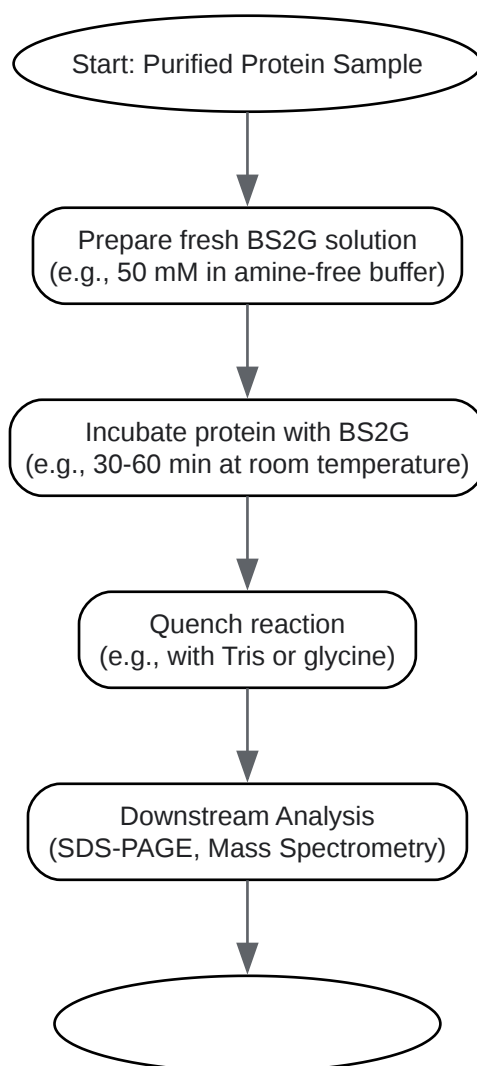 Start: Purified Protein Sample
Prepare fresh BS2G solution
(e.g., 50 mM in amine-free buffer)
Incubate protein with BS2G
(e.g., 30-60 min at room temperature)
Quench reaction
(e.g., with Tris or glycine)
Downstream Analysis
(SDS-PAGE, Mass Spectrometry)